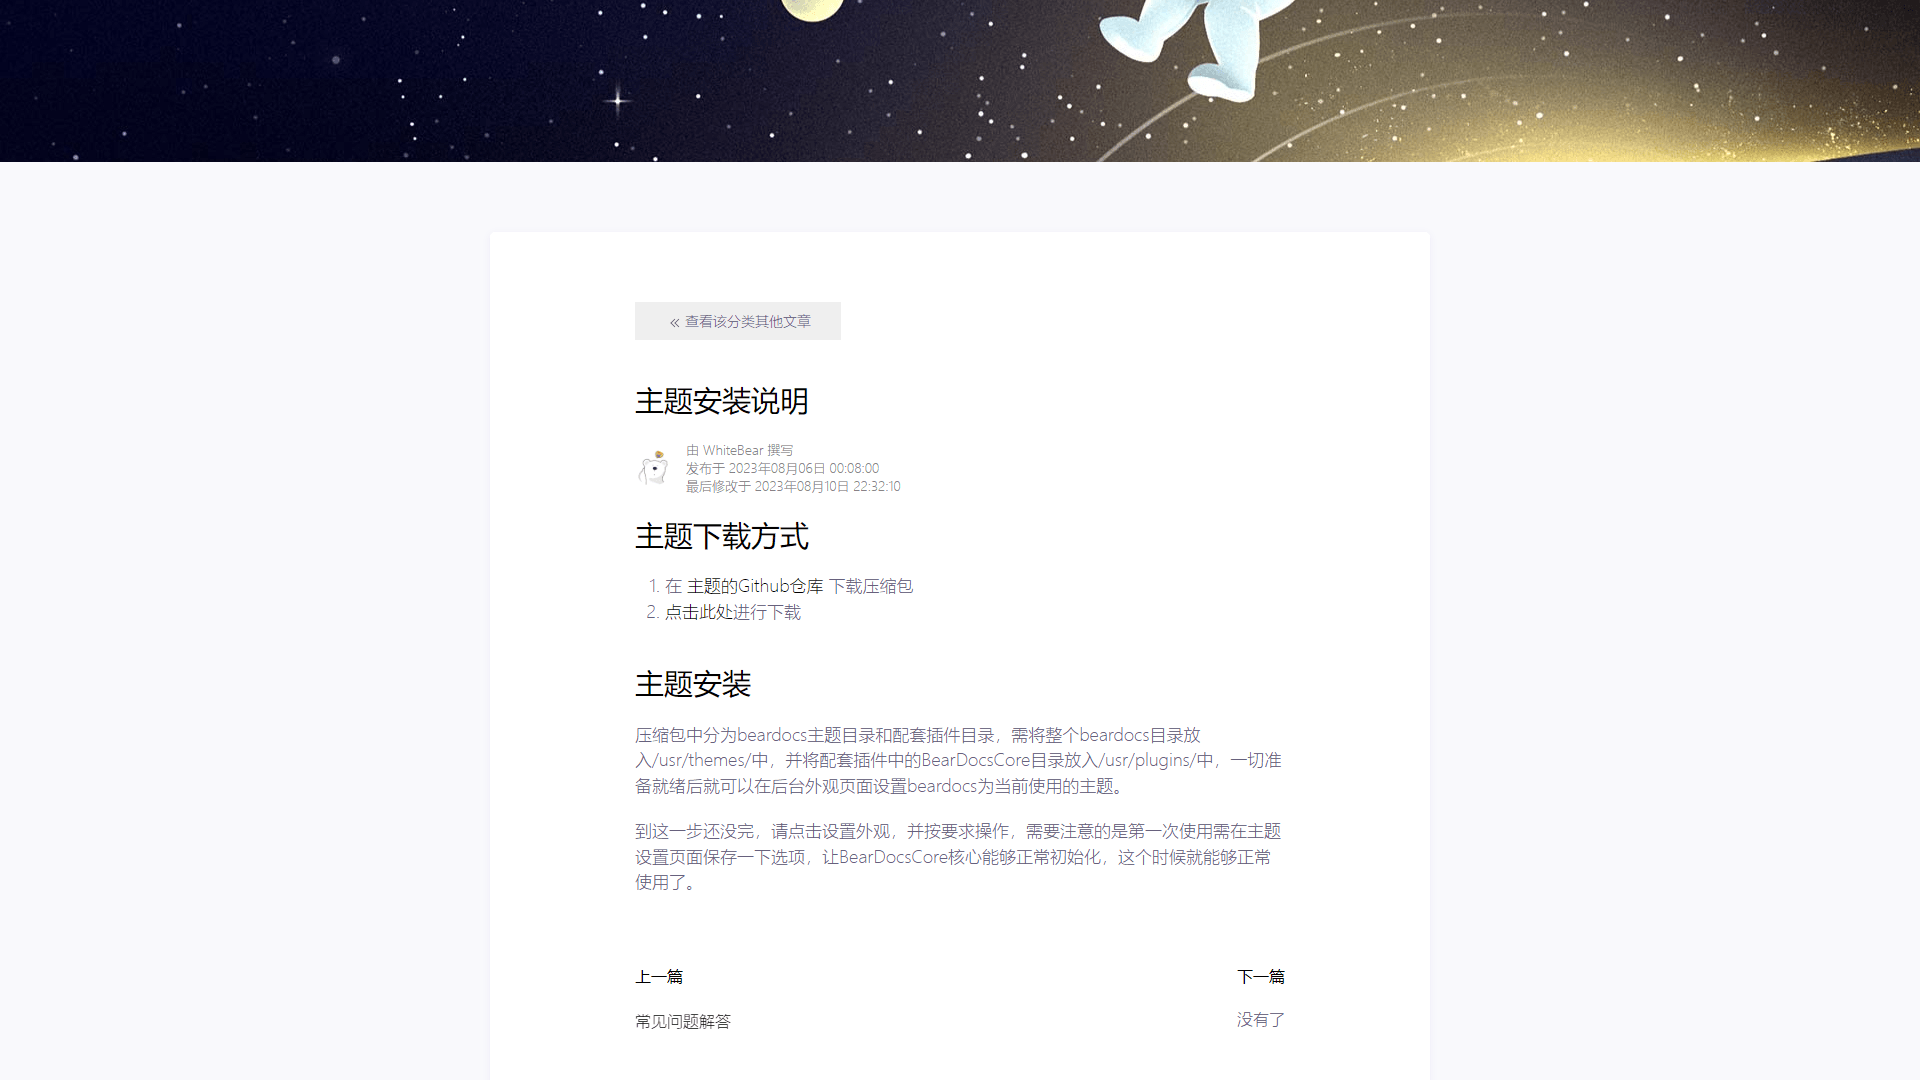 « 查看该分类其他文章
主题安装说明
由 WhiteBear 撰写
发布于 2023年08月06日 00:08:00
最后修改于 2023年08月10日 22:32:10
主题下载方式
1. 在 主题的Github仓库 下载压缩包
2. 点击此处进行下载
主题安装
压缩包中分为beardocs主题目录和配套插件目录，需将整个beardocs目录放
入/usr/themes/中，并将配套插件中的BearDocsCore目录放入/usr/plugins/中，一切准
备就绪后就可以在后台外观页面设置beardocs为当前使用的主题。
到这一步还没完，请点击设置外观，并按要求操作，需要注意的是第一次使用需在主题
设置页面保存一下选项，让BearDocsCore核心能够正常初始化，这个时候就能够正常
使用了。
上一篇
常见问题解答
下一篇
没有了